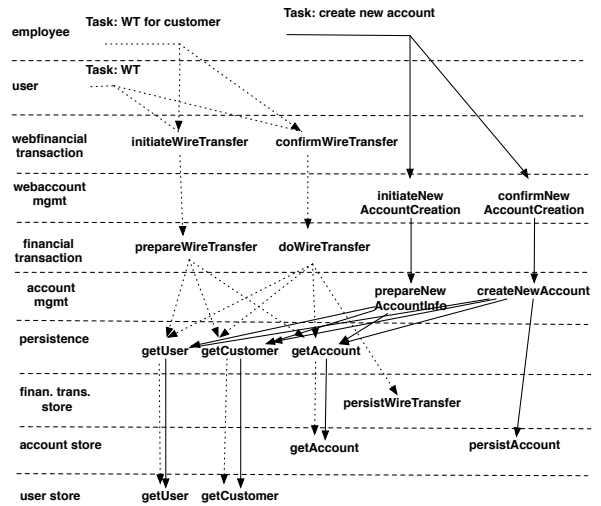 Task: create new account
employee
Task: WT for customer
user
Task: WT
webfinancial
transaction
initiateWireTransfer
confirmWireTransfer
webaccount
mgmt
initiateNew
AccountCreation
confirmNew
AccountCreation
financial
transaction
prepareWireTransfer
doWireTransfer
account
mgmt
prepareNew
AccountInfo
createNewAccount
persistence
getUser
getCustomer
getAccount
finan. trans.
store
persistWireTransfer
account store
getAccount
persistAccount
user store
getUser
getCustomer